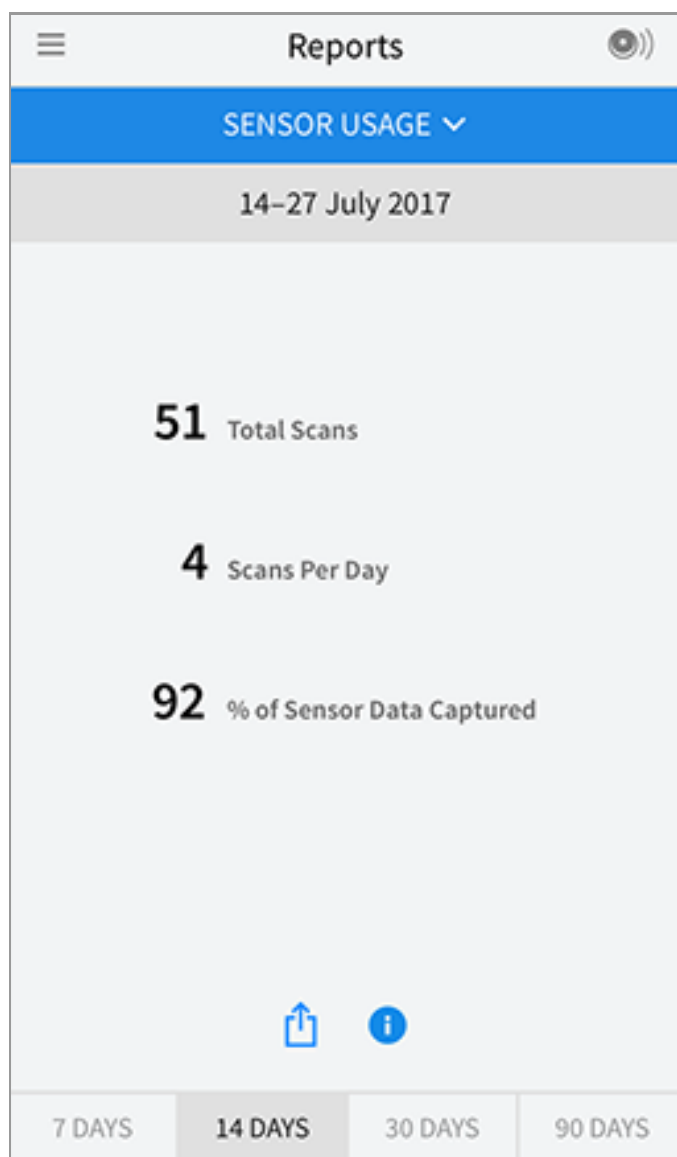 Reports
SENSOR USAGE
14–27 July 2017
51 Total Scans
4 Scans Per Day
92 % of Sensor Data Captured
7 DAYS 14 DAYS 30 DAYS 90 DAYS